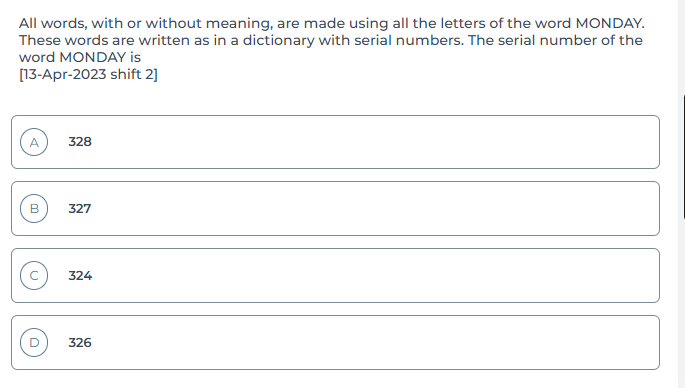 All words, with or without meaning, are made using all the letters of the word MONDAY.
These words are written as in a dictionary with serial numbers. The serial number of the
word MONDAY is
[13-Apr-2023 shift 2]
A 328
B 327
C 324
D 326